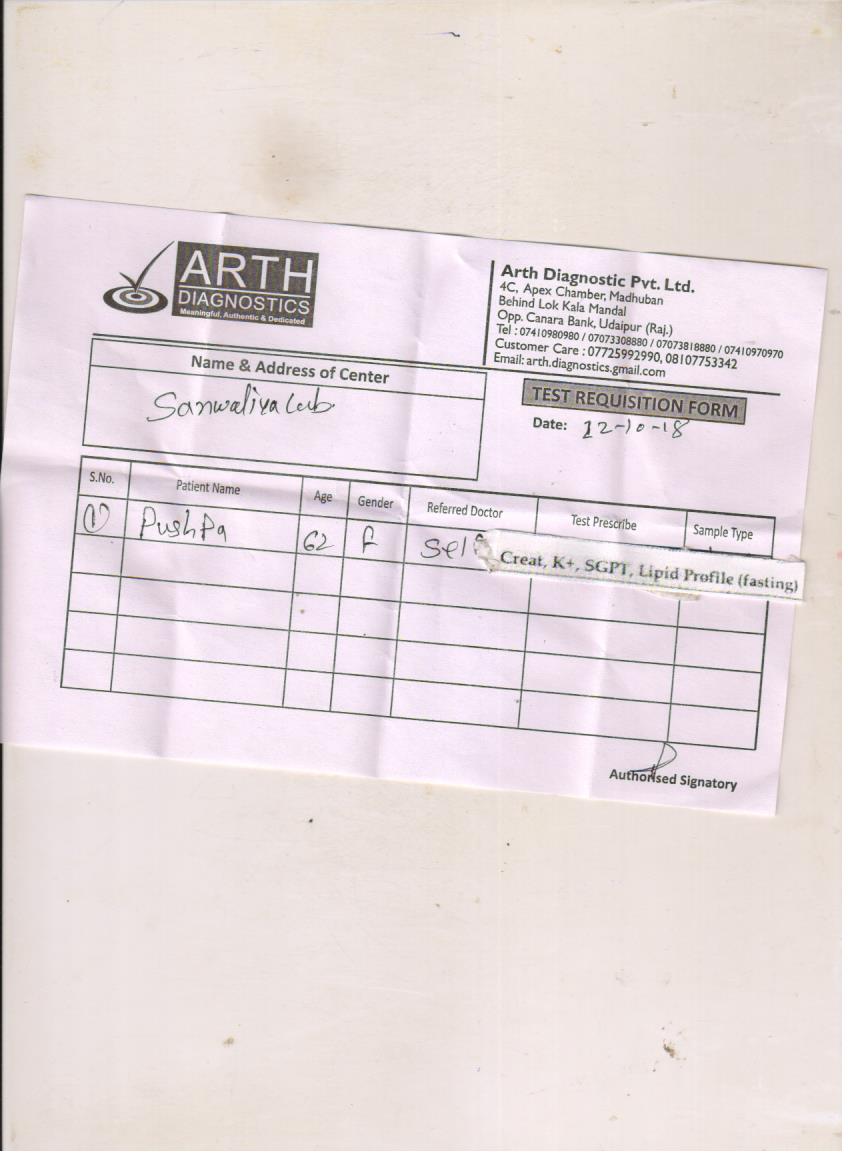 ARTH
DIAGNOSTICS
Meaningful, Authentic & Dedicated
Arth Diagnostic Pvt. Ltd.
4C, Apex Chamber, Madhuban
Behind Lok Kala Mandal
Opp. Canara Bank, Udaipur (Raj.)
Tel : 07410980980 / 07073308880 / 07073818880 / 07410970970
Customer Care : 07725992990, 08107753342
Email: arth.diagnostics.gmail.com
Name & Address of Center
Sanwaliya Lab
TEST REQUISITION FORM
Date: 12-10-18
S.No. Patient Name Age Gender Referred Doctor Test Prescribe Sample Type
1) Pushpa 62 F Self
Creat, K+, SGPT, Lipid Profile (fasting)
Authorised Signatory